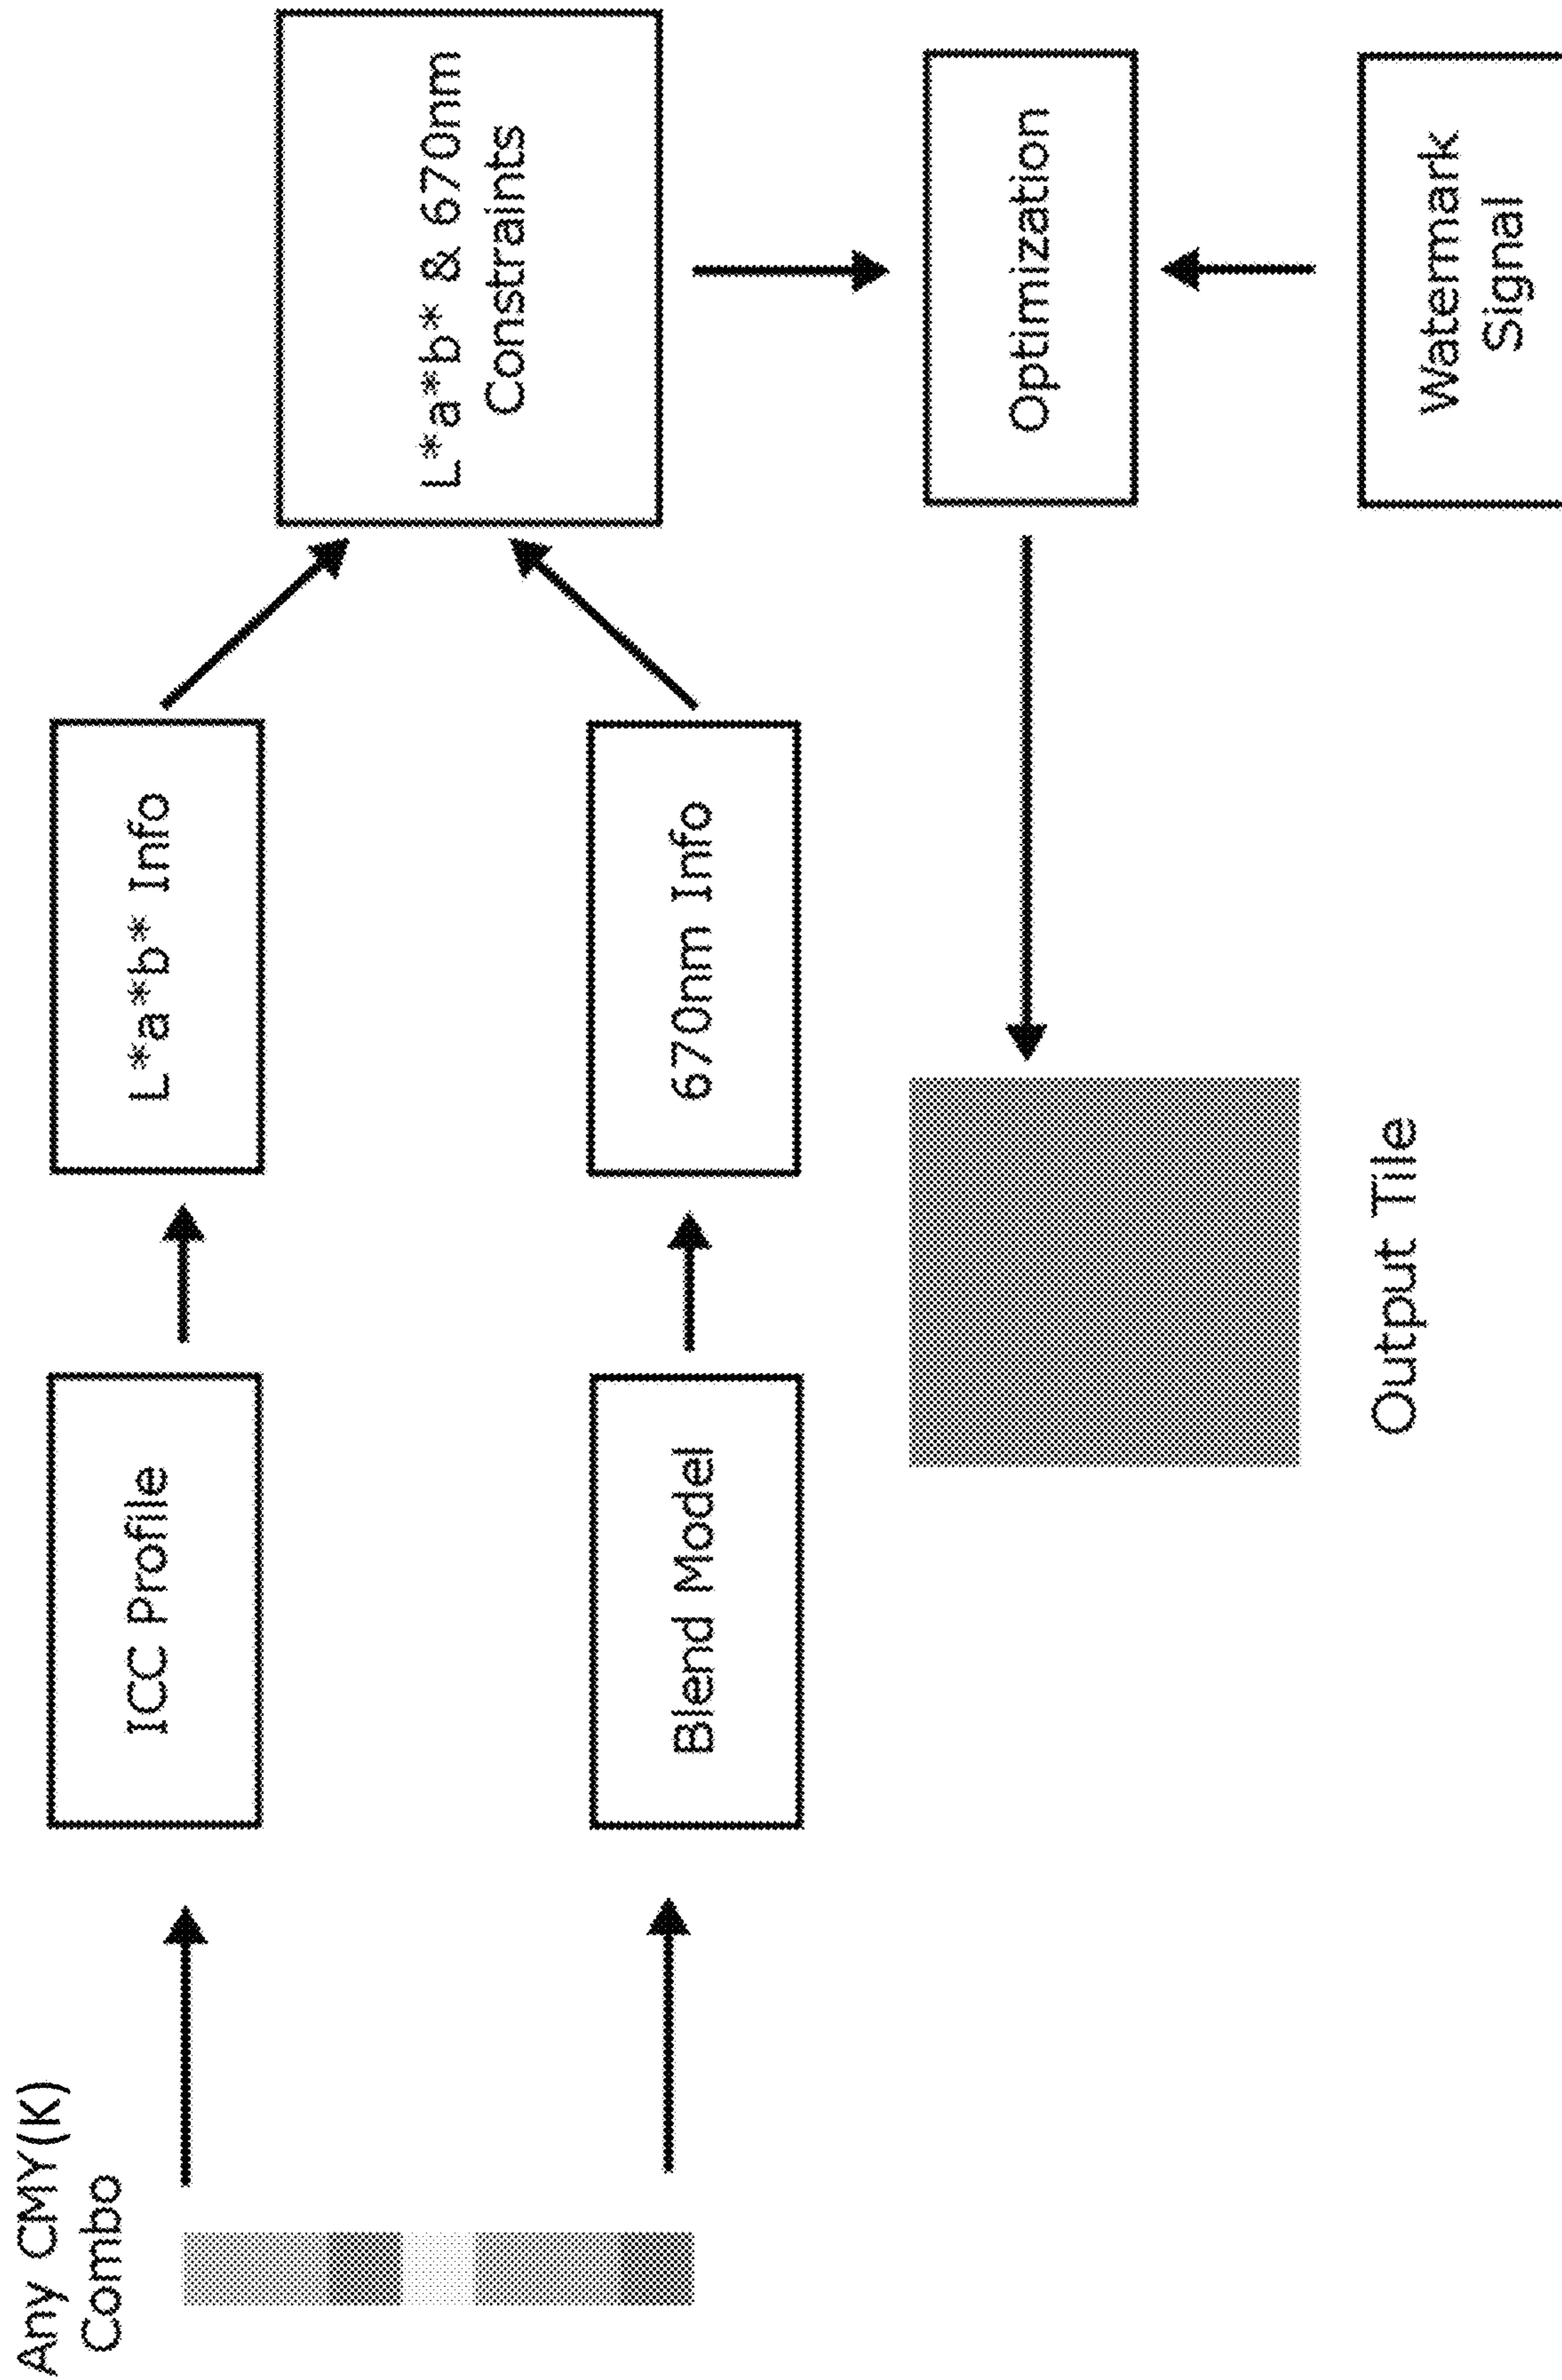 Any CMY(K)
Combo
ICC Profile
L*a*b* Info
L*a*b* & 670nm
Constraints
Blend Model
670nm Info
Optimization
Output Tile
Watermark
Signal